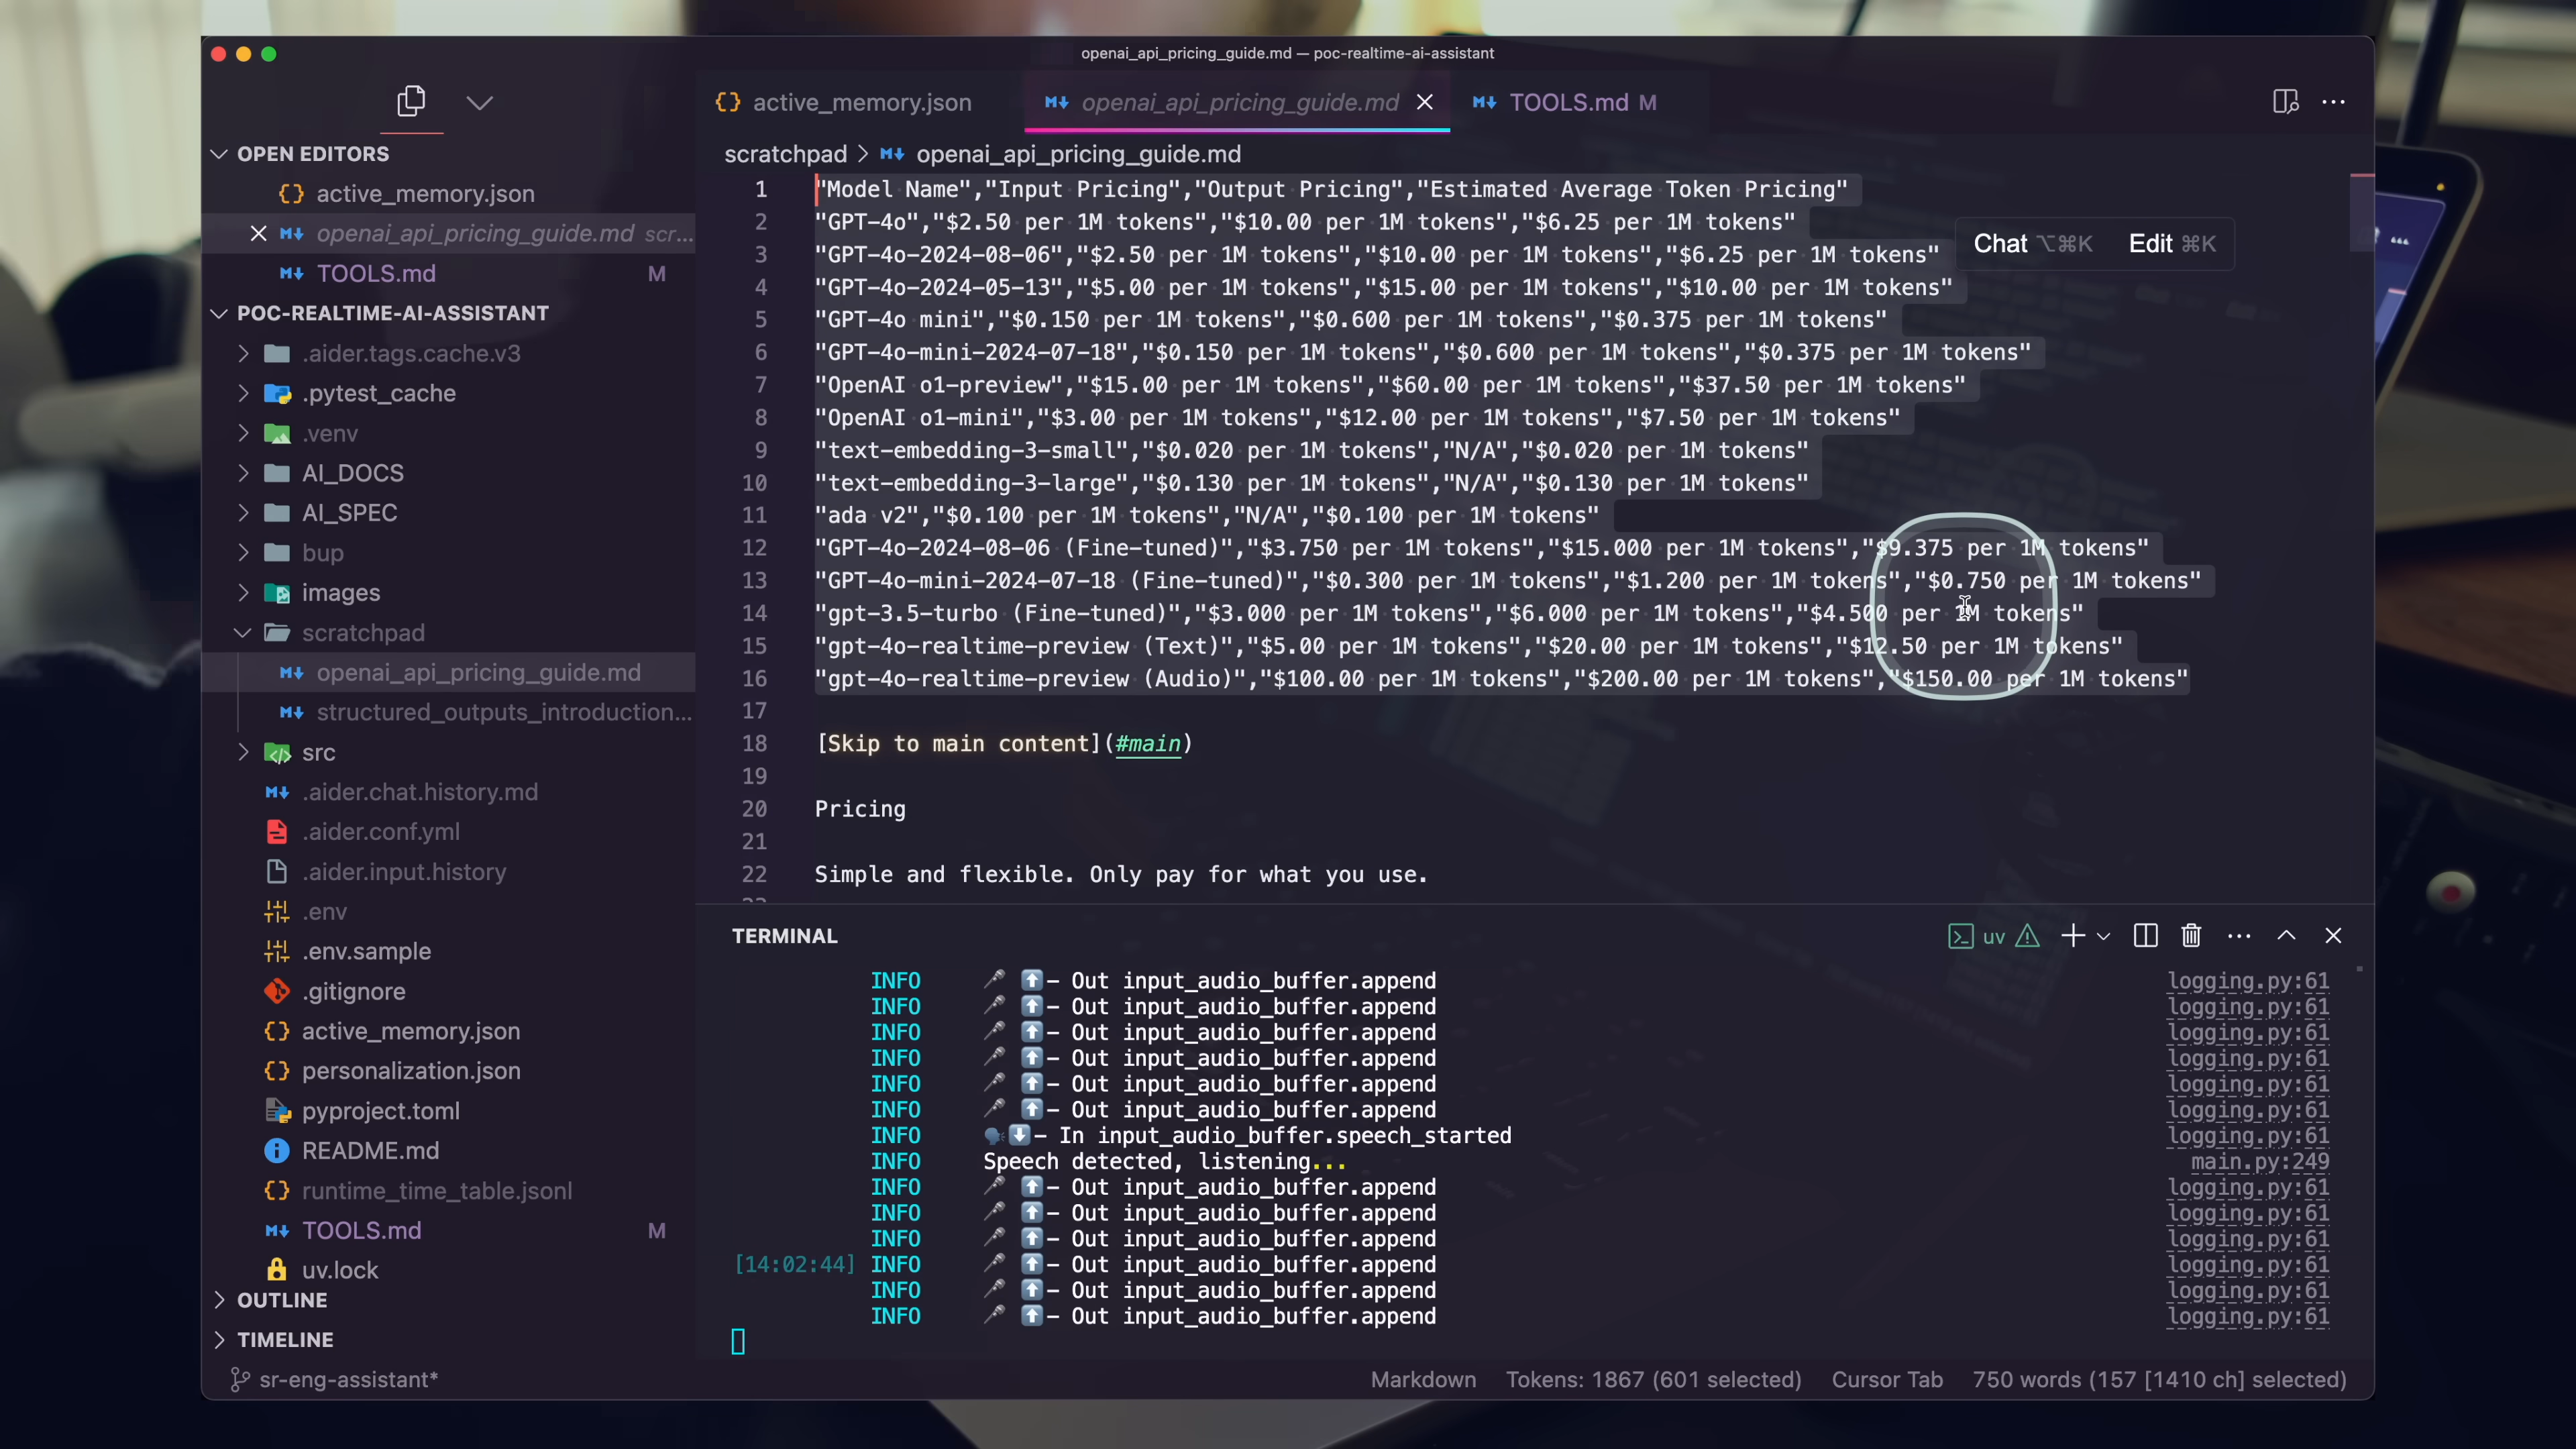 openai_api_pricing_guide.md — poc-realtime-ai-assistant
active_memory.json
openai_api_pricing_guide.md
TOOLS.md M
OPEN EDITORS
active_memory.json
openai_api_pricing_guide.md scr...
TOOLS.md M
POC-REALTIME-AI-ASSISTANT
.aider.tags.cache.v3
.pytest_cache
.venv
AI_DOCS
AI_SPEC
bup
images
scratchpad
openai_api_pricing_guide.md
structured_outputs_introduction...
src
.aider.chat.history.md
.aider.conf.yml
.aider.input.history
.env
.env.sample
.gitignore
active_memory.json
personalization.json
pyproject.toml
README.md
runtime_time_table.jsonl
TOOLS.md M
uv.lock
OUTLINE
TIMELINE
scratchpad > openai_api_pricing_guide.md
1 "Model Name","Input Pricing","Output Pricing","Estimated Average Token Pricing"
2 "GPT-4o","$2.50 per 1M tokens","$10.00 per 1M tokens","$6.25 per 1M tokens"
Chat ⌥⌘K Edit ⌘K
3 "GPT-4o-2024-08-06","$2.50 per 1M tokens","$10.00 per 1M tokens","$6.25 per 1M tokens"
4 "GPT-4o-2024-05-13","$5.00 per 1M tokens","$15.00 per 1M tokens","$10.00 per 1M tokens"
5 "GPT-4o mini","$0.150 per 1M tokens","$0.600 per 1M tokens","$0.375 per 1M tokens"
6 "GPT-4o-mini-2024-07-18","$0.150 per 1M tokens","$0.600 per 1M tokens","$0.375 per 1M tokens"
7 "OpenAI o1-preview","$15.00 per 1M tokens","$60.00 per 1M tokens","$37.50 per 1M tokens"
8 "OpenAI o1-mini","$3.00 per 1M tokens","$12.00 per 1M tokens","$7.50 per 1M tokens"
9 "text-embedding-3-small","$0.020 per 1M tokens","N/A","$0.020 per 1M tokens"
10 "text-embedding-3-large","$0.130 per 1M tokens","N/A","$0.130 per 1M tokens"
11 "ada v2","$0.100 per 1M tokens","N/A","$0.100 per 1M tokens"
12 "GPT-4o-2024-08-06 (Fine-tuned)","$3.750 per 1M tokens","$15.000 per 1M tokens","$9.375 per 1M tokens"
13 "GPT-4o-mini-2024-07-18 (Fine-tuned)","$0.300 per 1M tokens","$1.200 per 1M tokens","$0.750 per 1M tokens"
14 "gpt-3.5-turbo (Fine-tuned)","$3.000 per 1M tokens","$6.000 per 1M tokens","$4.500 per 1M tokens"
15 "gpt-4o-realtime-preview (Text)","$5.00 per 1M tokens","$20.00 per 1M tokens","$12.50 per 1M tokens"
16 "gpt-4o-realtime-preview (Audio)","$100.00 per 1M tokens","$200.00 per 1M tokens","$150.00 per 1M tokens"
17
18 [Skip to main content](#main)
19
20 Pricing
21
22 Simple and flexible. Only pay for what you use.
TERMINAL
uv
INFO - Out input_audio_buffer.append logging.py:61
INFO - Out input_audio_buffer.append logging.py:61
INFO - Out input_audio_buffer.append logging.py:61
INFO - Out input_audio_buffer.append logging.py:61
INFO - Out input_audio_buffer.append logging.py:61
INFO - Out input_audio_buffer.append logging.py:61
INFO - In input_audio_buffer.speech_started logging.py:61
INFO Speech detected, listening... main.py:249
INFO - Out input_audio_buffer.append logging.py:61
INFO - Out input_audio_buffer.append logging.py:61
INFO - Out input_audio_buffer.append logging.py:61
[14:02:44] INFO - Out input_audio_buffer.append logging.py:61
INFO - Out input_audio_buffer.append logging.py:61
INFO - Out input_audio_buffer.append logging.py:61
sr-eng-assistant*
Markdown
Tokens: 1867 (601 selected)
Cursor Tab
750 words (157 [1410 ch] selected)